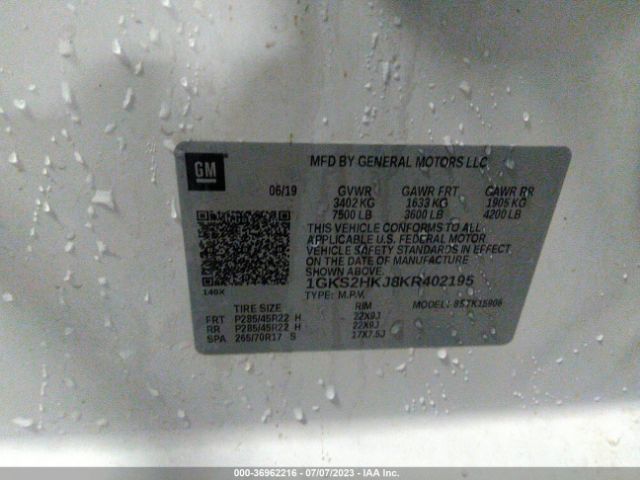 GM
MFD BY GENERAL MOTORS LLC
06/19 GVWR GAWR FRT GAWR RR
3402 KG 1633 KG 1905 KG
7500 LB 3600 LB 4200 LB
THIS VEHICLE CONFORMS TO ALL
APPLICABLE U.S. FEDERAL MOTOR
VEHICLE SAFETY STANDARDS IN EFFECT
ON THE DATE OF MANUFACTURE
SHOWN ABOVE.
1GKS2HKJ8KR402195
149X TYPE: M.P.V. MODEL:
TIRE SIZE RIM
FRT P285/45R22 H 22X9J
RR P285/45R22 H 22X9J
SPA 265/70R17 S 17X7.5J
000-36962216 - 07/07/2023 - IAA Inc.